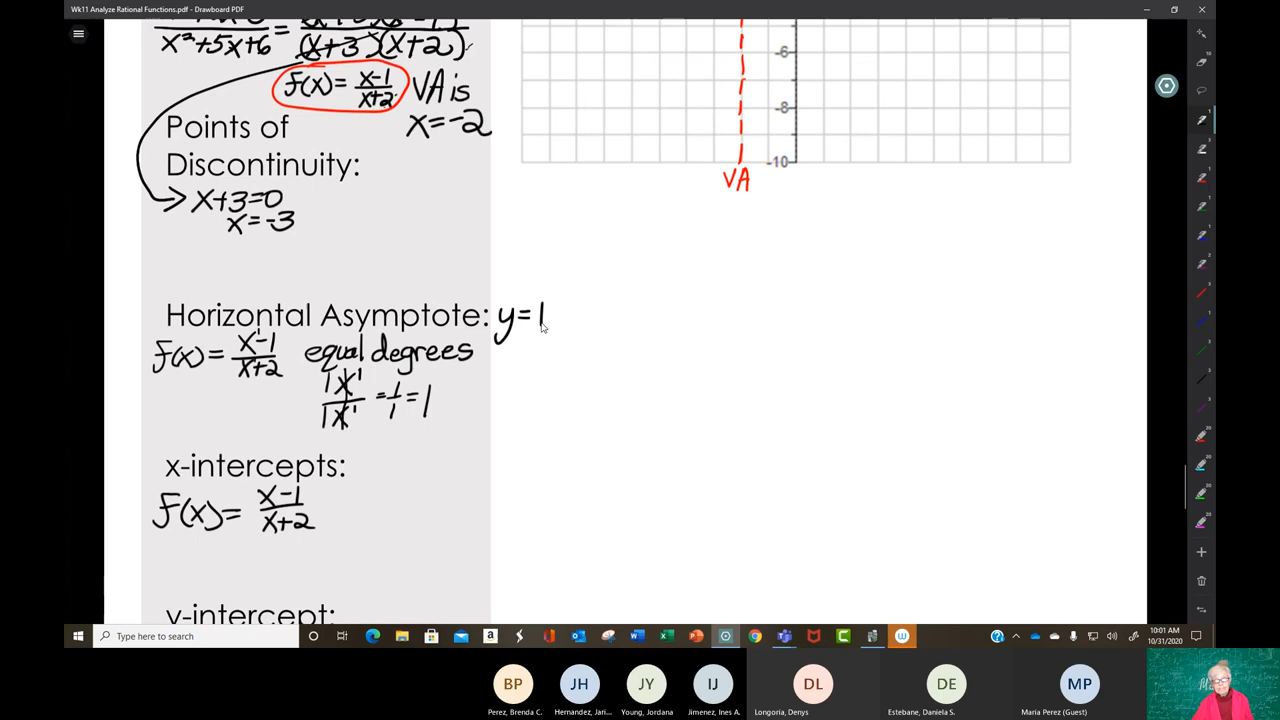 Wk11 Analyze Rational Functions.pdf - Drawboard PDF
x²+5x+6 = (x+3)(x+2)
f(x) = x-1/x+2
VA is
x=-2
Points of
Discontinuity:
x+3=0
x=-3
-6
-8
-10
VA
Horizontal Asymptote: y=1
f(x) = x-1/x+2 equal degrees
1x¹/1x¹ = 1/1 = 1
x-intercepts:
f(x) = x-1/x+2
y-intercept:
Type here to search
10:01 AM
10/31/2020
BP
JH
JY
IJ
DL
DE
MP
Perez, Brenda C.
Hernandez, Jari...
Young, Jordana
Jimenez, Ines A.
Longoria, Denys
Estebane, Daniela S.
Maria Perez (Guest)